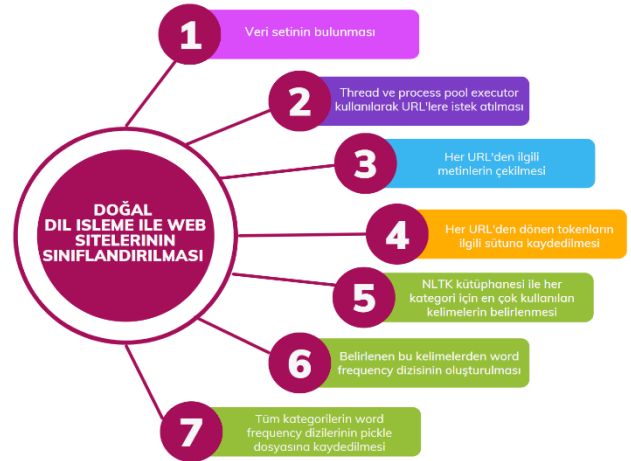 1
Veri setinin bulunması
2
Thread ve process pool executor
kullanılarak URL'lere istek atılması
3
Her URL'den ilgili
metinlerin çekilmesi
DOĞAL
DIL ISLEME ILE WEB
SITELERININ
SINIFLANDIRILMASI
4
Her URL'den dönen tokenların
ilgili sütuna kaydedilmesi
5
NLTK kütüphanesi ile her
kategori için en çok kullanılan
kelimelerin belirlenmesi
6
Belirlenen bu kelimelerden word
frequency dizisinin oluşturulması
7
Tüm kategorilerin word
frequency dizilerinin pickle
dosyasına kaydedilmesi